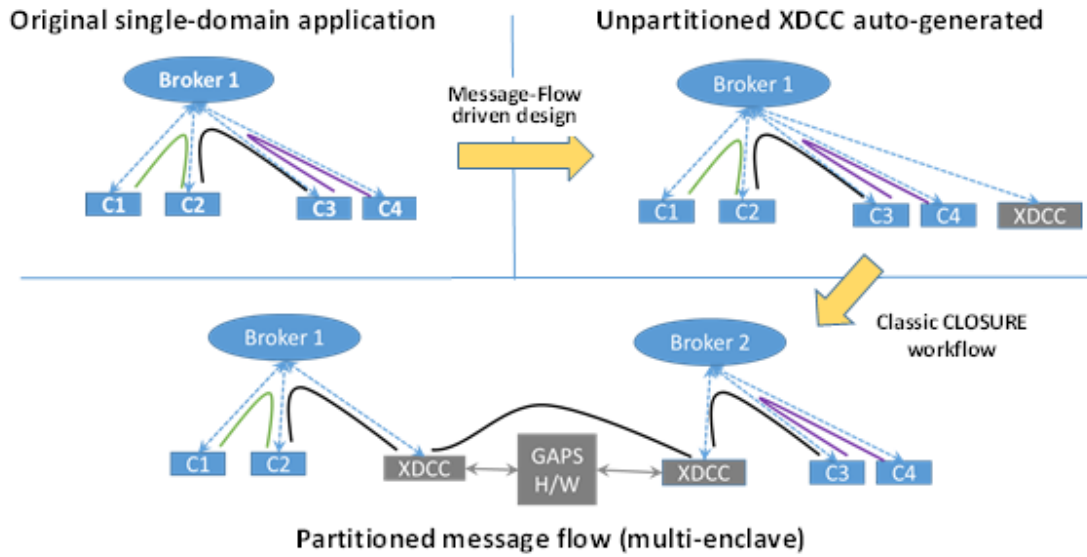 Original single-domain application
Unpartitioned XDCC auto-generated
Broker 1
Message-Flow
driven design
Broker 1
C1
C2
C3
C4
C1
C2
C3
C4
XDCC
Classic CLOSURE
workflow
Broker 1
Broker 2
C1
C2
XDCC
GAPS
H/W
XDCC
C3
C4
Partitioned message flow (multi-enclave)